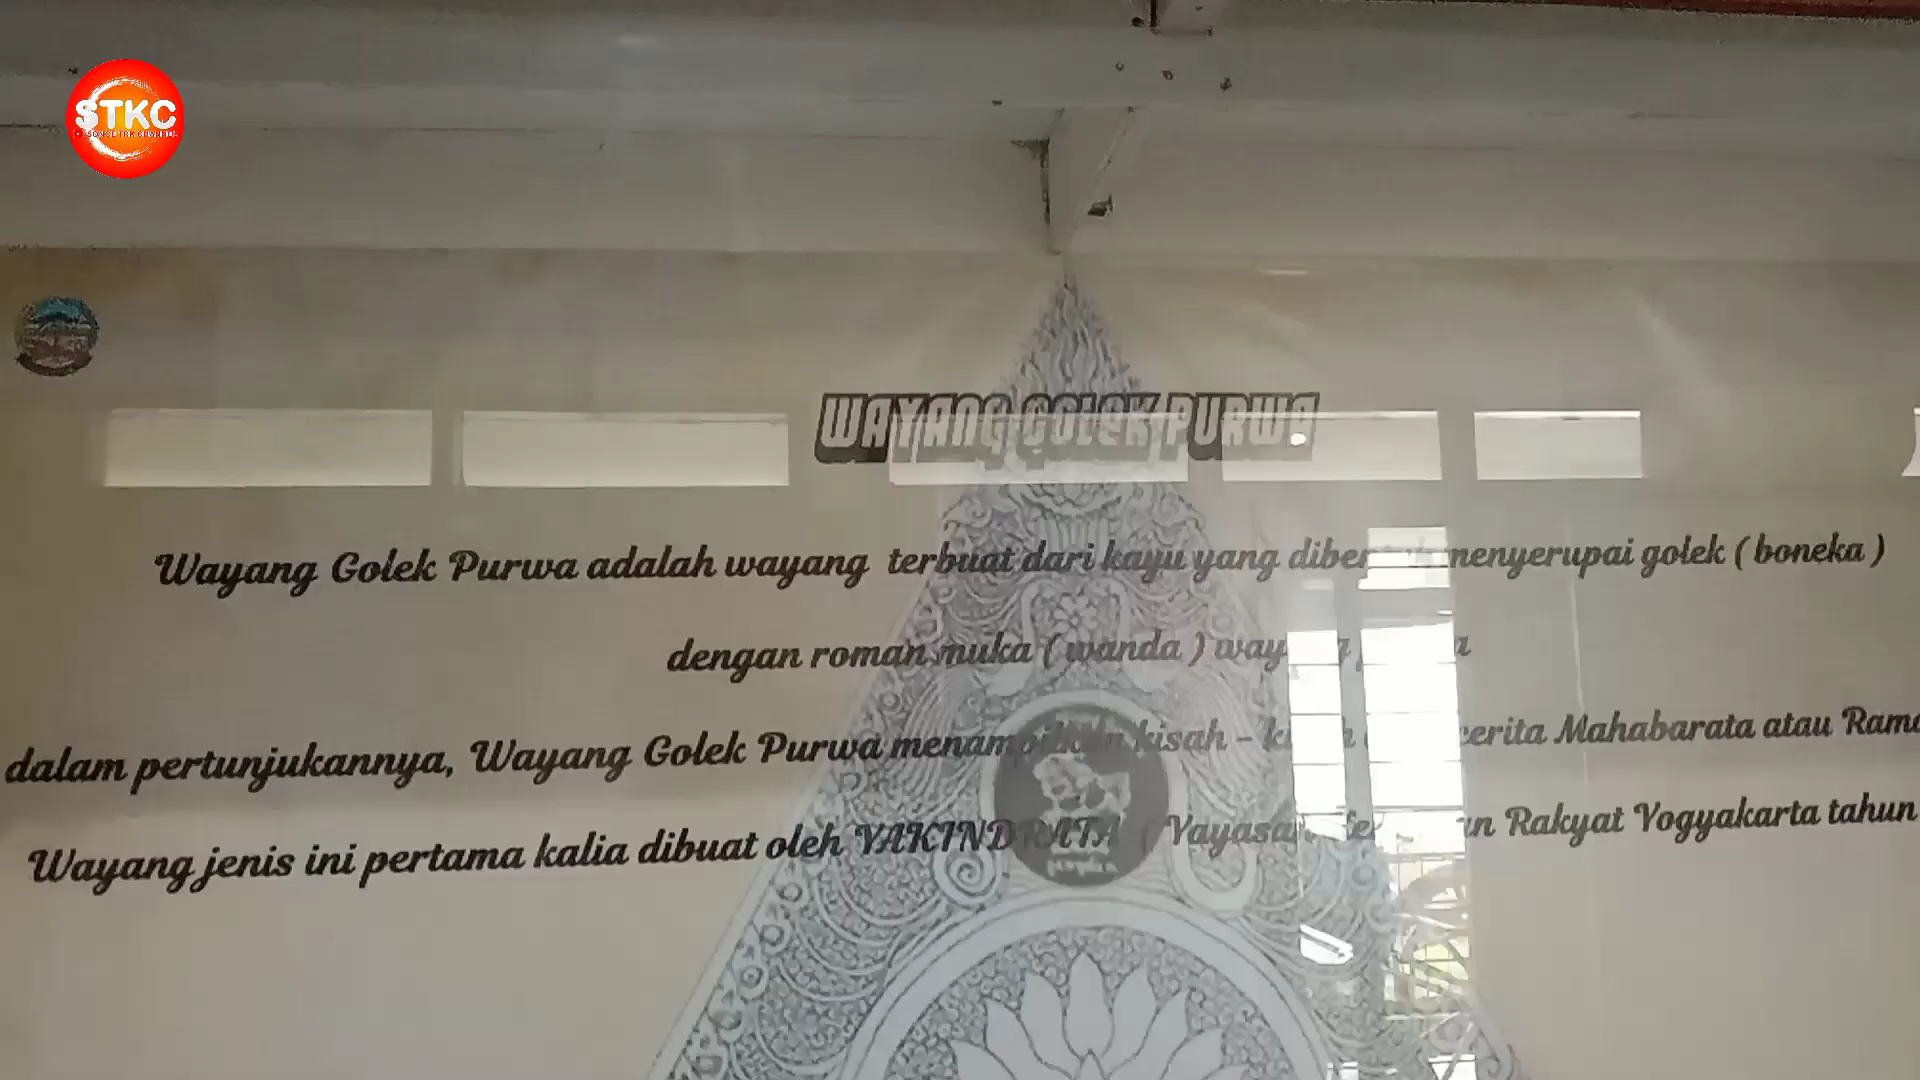 STKC
WAYANG GOLEK PURWA
Wayang Golek Purwa adalah wayang terbuat dari kayu yang menyerupai golek ( boneka )
dengan roman muka ( wanda )
dalam pertunjukannya, Wayang Golek Purwa menampilkan kisah - cerita Mahabarata atau
Wayang jenis ini pertama kalia dibuat oleh YAKINDRATA ( Rakyat Yogyakarta tahun